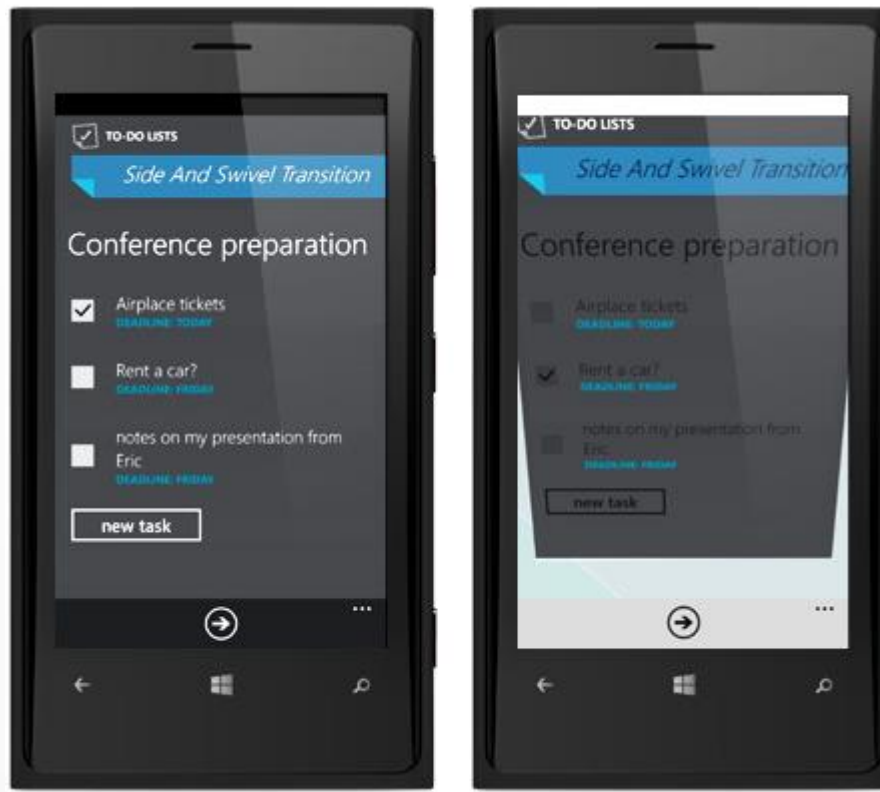 TO-DO LISTS
Side And Swivel Transition
Conference preparation
Airplace tickets
DEADLINE: TODAY
Rent a car?
DEADLINE: FRIDAY
notes on my presentation from
Eric
DEADLINE: FRIDAY
new task
TO-DO LISTS
Side And Swivel Transition
Conference preparation
Airplace tickets
DEADLINE: TODAY
Rent a car?
DEADLINE: FRIDAY
notes on my presentation from
Eric
DEADLINE: FRIDAY
new task